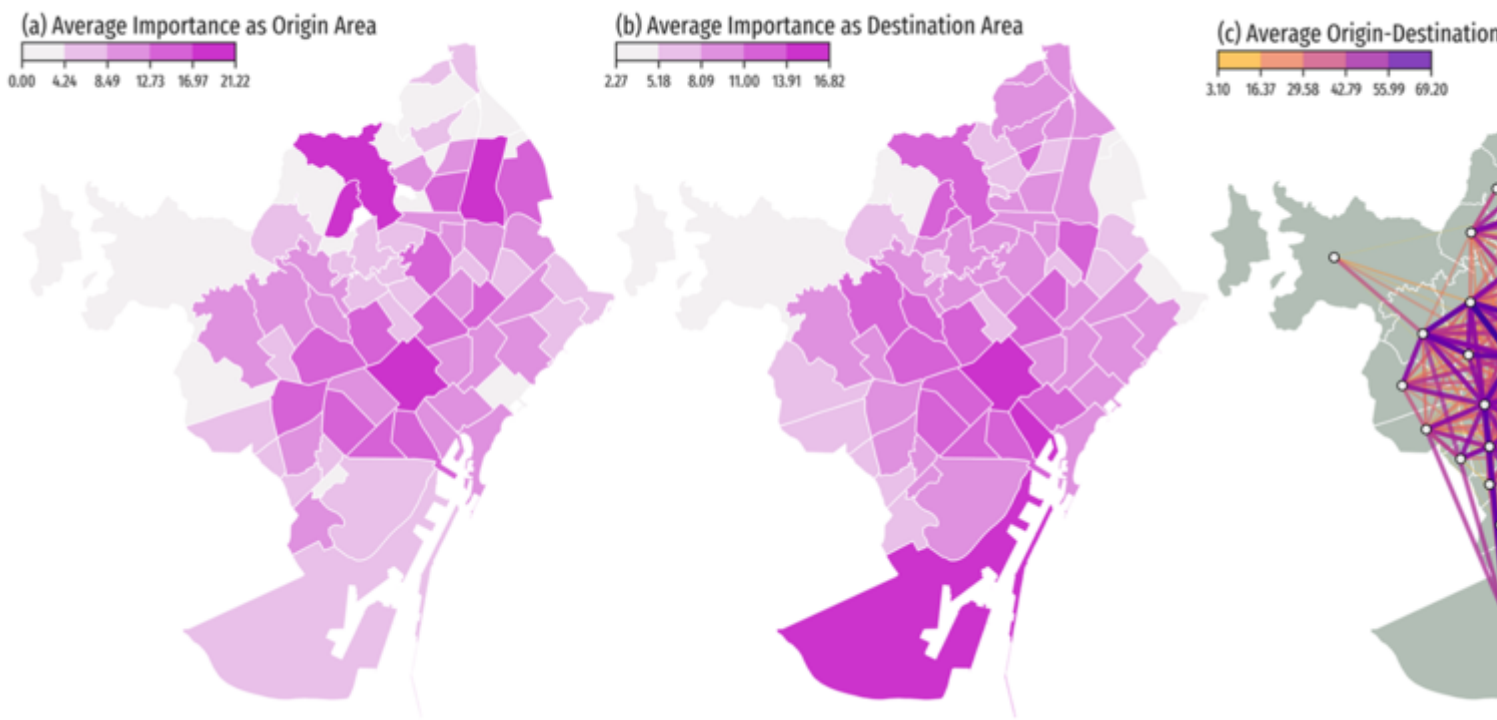 (a) Average Importance as Origin Area
0.00 4.24 8.49 12.73 16.97 21.22
(b) Average Importance as Destination Area
2.27 5.18 8.09 11.00 13.91 16.82
(c) Average Origin-Destination
3.10 16.37 29.58 42.79 55.99 69.20